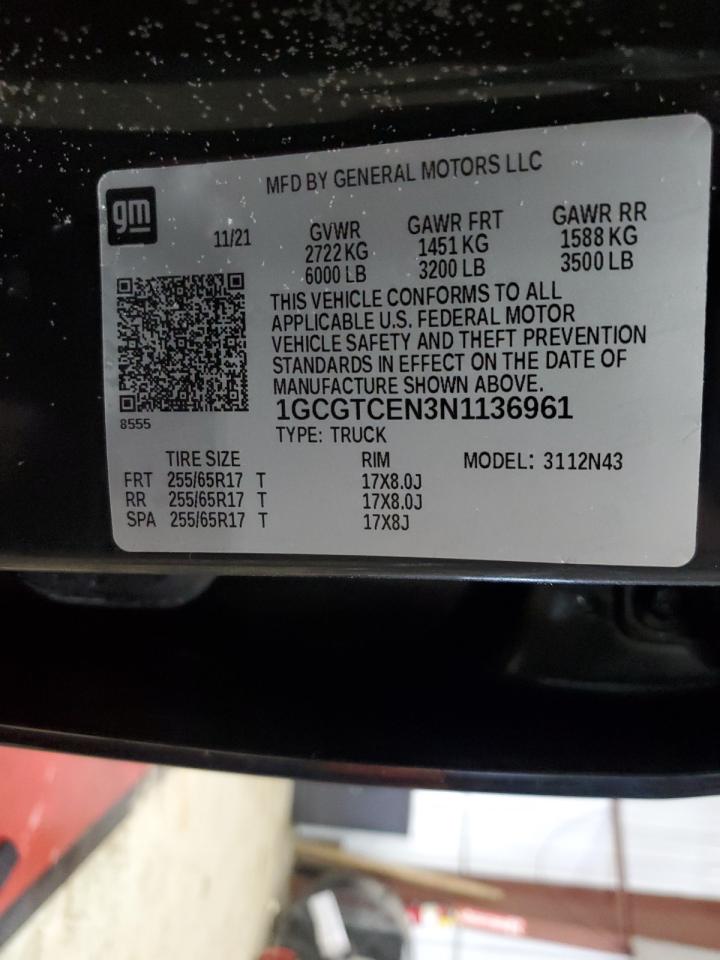 MFD BY GENERAL MOTORS LLC
gm
11/21
GVWR GAWR FRT GAWR RR
2722 KG 1451 KG 1588 KG
6000 LB 3200 LB 3500 LB
THIS VEHICLE CONFORMS TO ALL
APPLICABLE U.S. FEDERAL MOTOR
VEHICLE SAFETY AND THEFT PREVENTION
STANDARDS IN EFFECT ON THE DATE OF
MANUFACTURE SHOWN ABOVE.
1GCGTCEN3N1136961
8555
TYPE: TRUCK
TIRE SIZE RIM MODEL: 3112N43
FRT 255/65R17 T 17X8.0J
RR 255/65R17 T 17X8.0J
SPA 255/65R17 T 17X8J